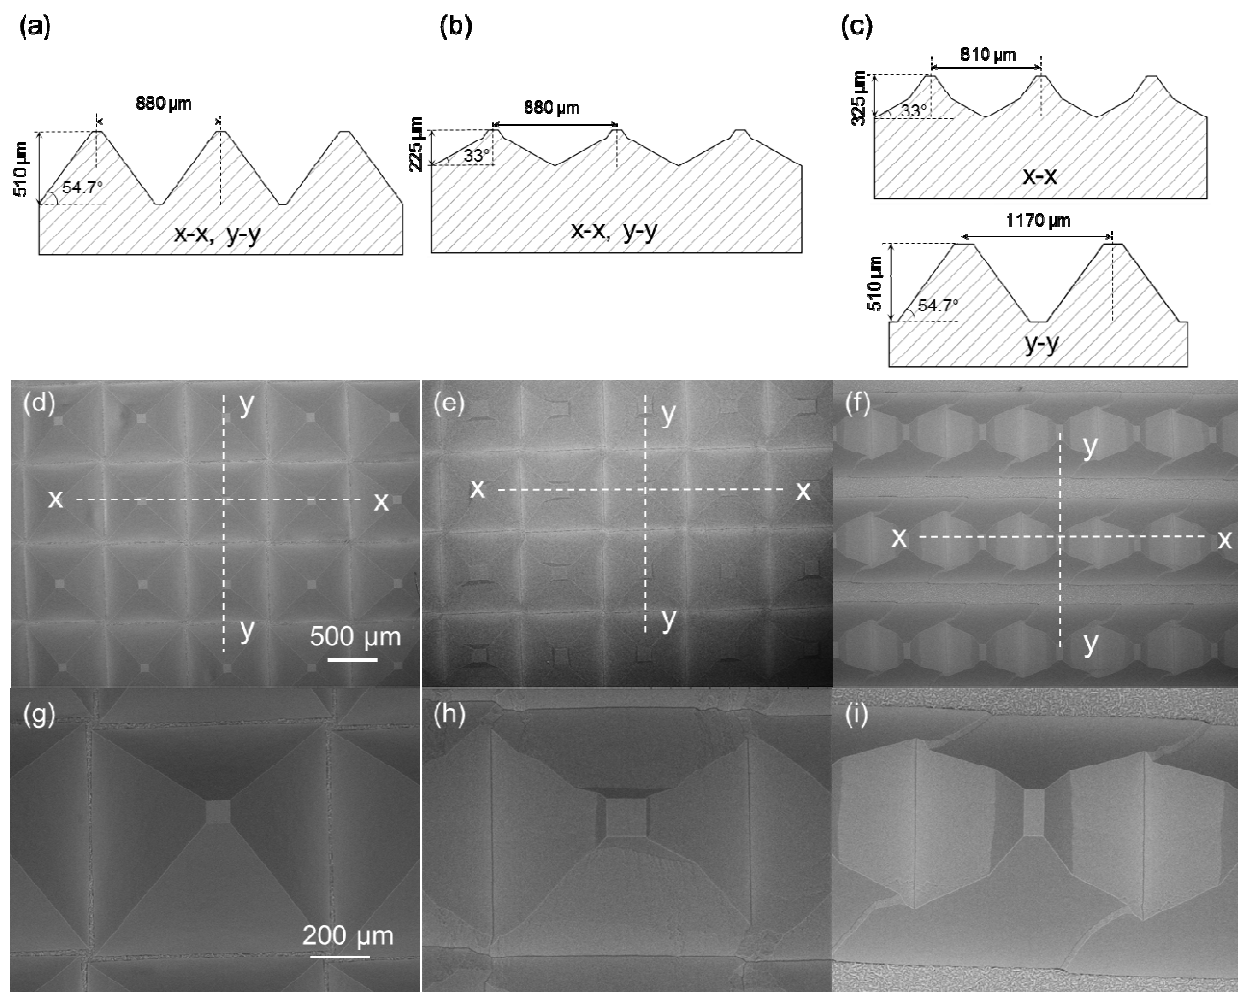 (a)
880 µm
510 µm
54.7°
x-x, y-y
(b)
880 µm
225 µm
33°
x-x, y-y
(c)
810 µm
325 µm
33°
x-x
1170 µm
510 µm
54.7°
y-y
(d)
y
x
x
y
500 µm
(e)
y
x
x
y
(f)
y
x
x
y
(g)
200 µm
(h)
(i)